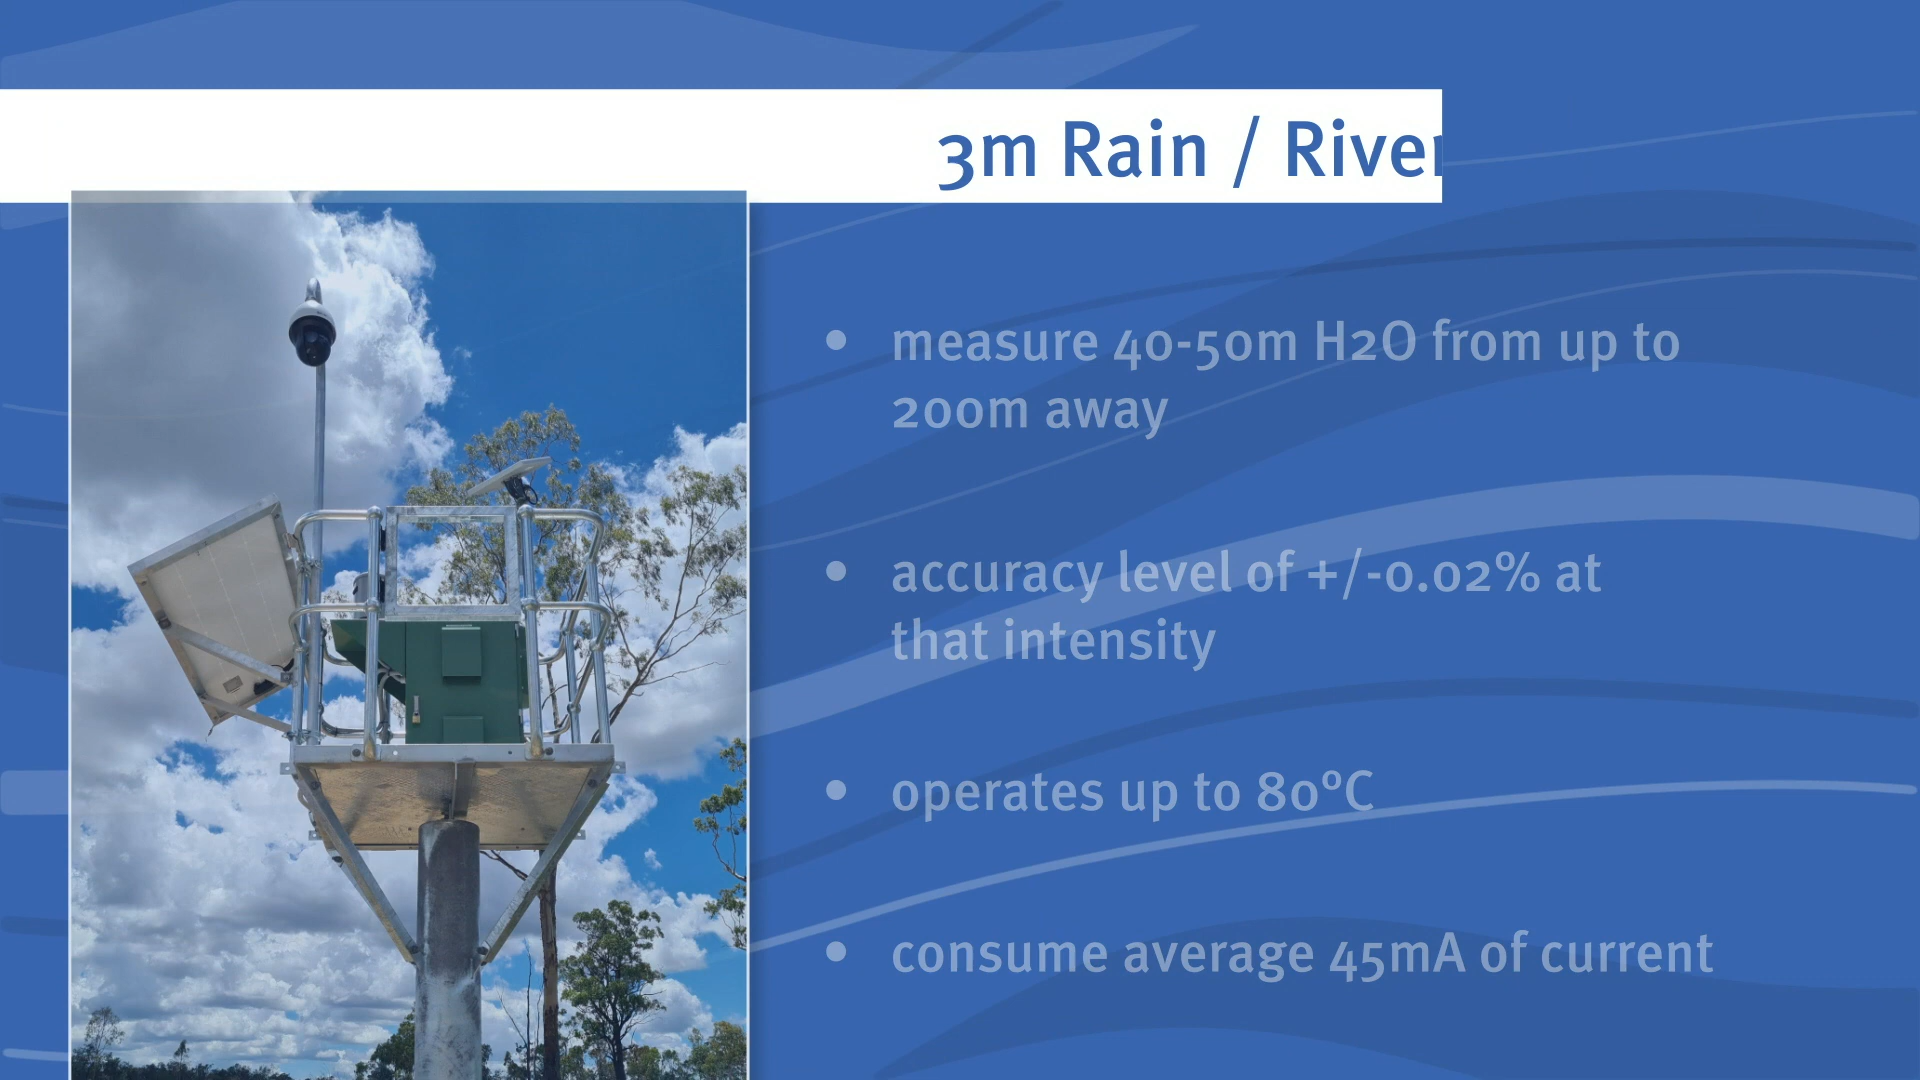 3m Rain / River
• measure 40-50m H2O from up to
200m away
• accuracy level of +/-0.02% at
that intensity
• operates up to 80°C
• consume average 45mA of current